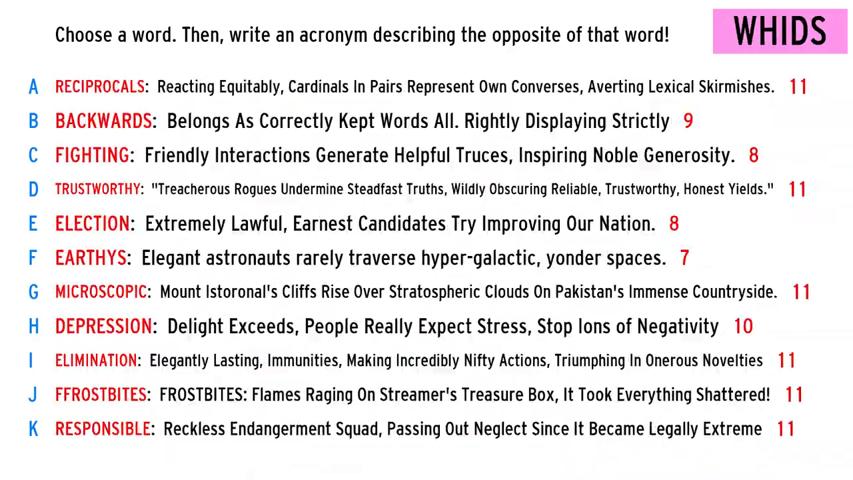 Choose a word. Then, write an acronym describing the opposite of that word! WHIDS
A RECIPROCALS: Reacting Equitably, Cardinals In Pairs Represent Own Converses, Averting Lexical Skirmishes. 11
B BACKWARDS: Belongs As Correctly Kept Words All. Rightly Displaying Strictly 9
C FIGHTING: Friendly Interactions Generate Helpful Truces, Inspiring Noble Generosity. 8
D TRUSTWORTHY: "Treacherous Rogues Undermine Steadfast Truths, Wildly Obscuring Reliable, Trustworthy, Honest Yields." 11
E ELECTION: Extremely Lawful, Earnest Candidates Try Improving Our Nation. 8
F EARTHYS: Elegant astronauts rarely traverse hyper-galactic, yonder spaces. 7
G MICROSCOPIC: Mount Istoronal's Cliffs Rise Over Stratospheric Clouds On Pakistan's Immense Countryside. 11
H DEPRESSION: Delight Exceeds, People Really Expect Stress, Stop Ions of Negativity 10
I ELIMINATION: Elegantly Lasting, Immunities, Making Incredibly Nifty Actions, Triumphing In Onerous Novelties 11
J FFROSTBITES: FROSTBITES: Flames Raging On Streamer's Treasure Box, It Took Everything Shattered! 11
K RESPONSIBLE: Reckless Endangerment Squad, Passing Out Neglect Since It Became Legally Extreme 11